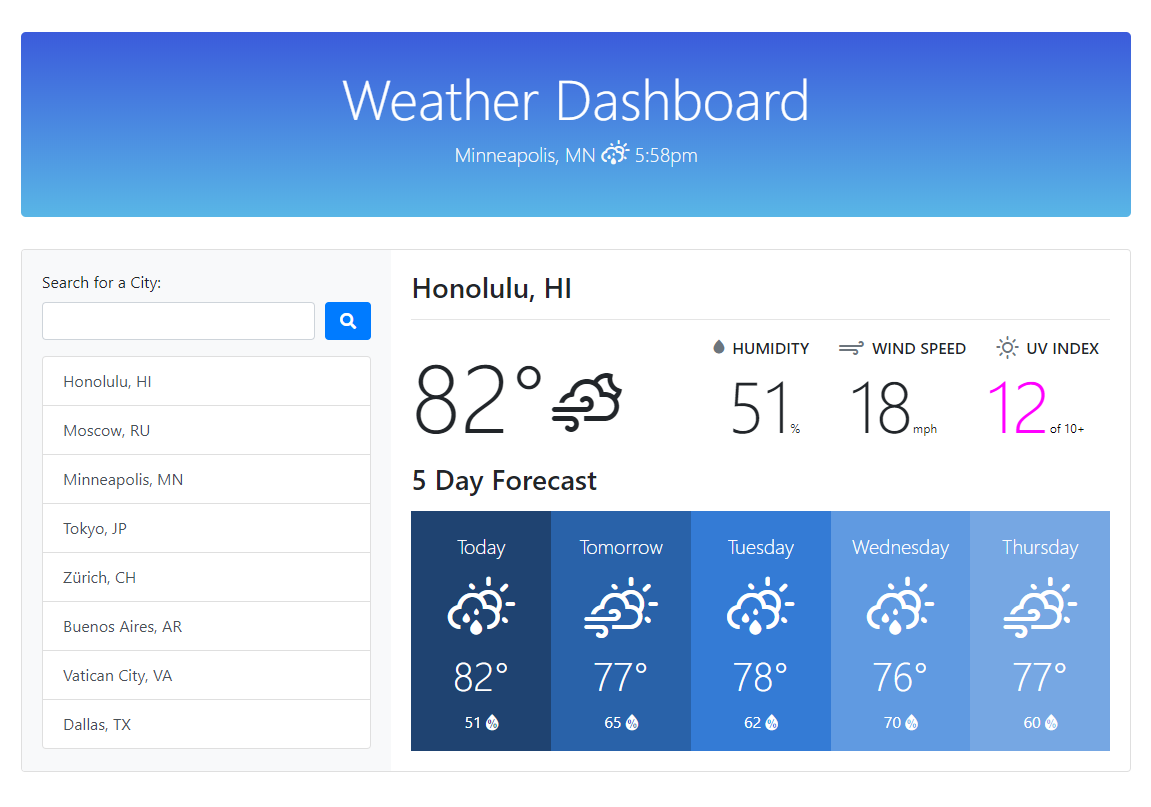 Weather Dashboard
Minneapolis, MN 5:58pm
Search for a City:
Honolulu, HI
Moscow, RU
Minneapolis, MN
Tokyo, JP
Zürich, CH
Buenos Aires, AR
Vatican City, VA
Dallas, TX
Honolulu, HI
82°
HUMIDITY
51 %
WIND SPEED
18 mph
UV INDEX
12 of 10+
5 Day Forecast
Today
82°
51 %
Tomorrow
77°
65 %
Tuesday
78°
62 %
Wednesday
76°
70 %
Thursday
77°
60 %